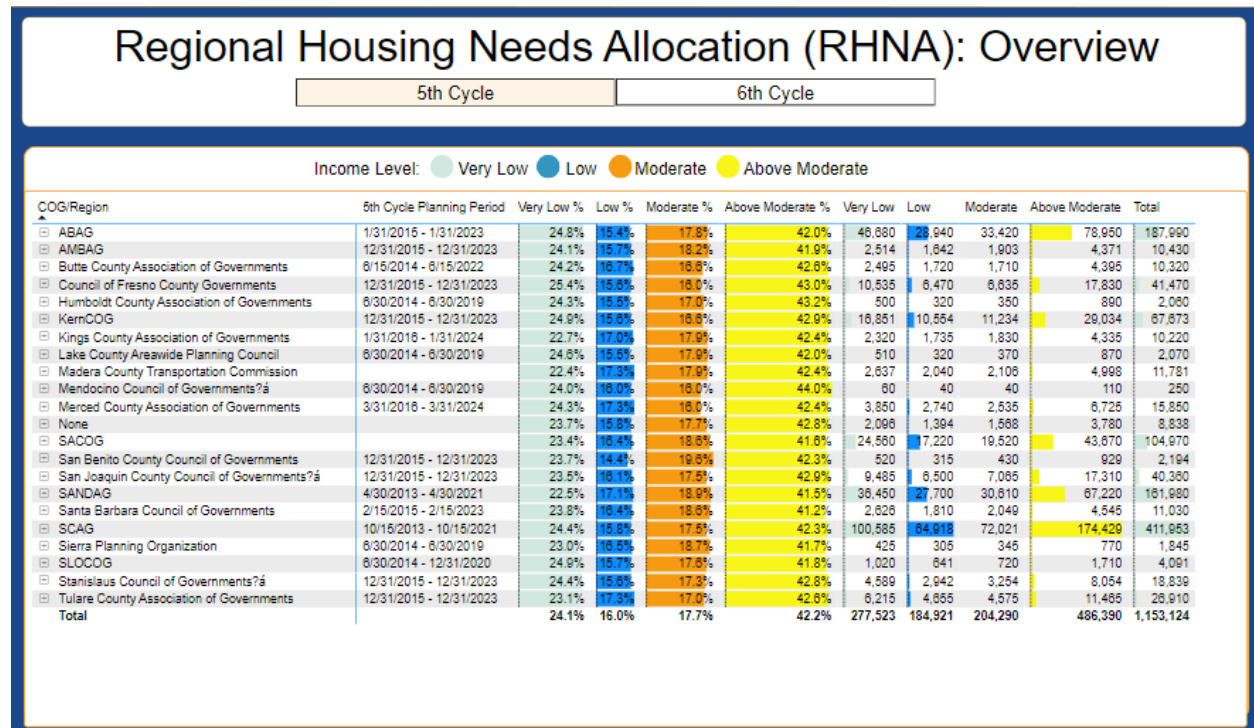 Regional Housing Needs Allocation (RHNA): Overview
5th Cycle 6th Cycle
Income Level: Very Low Low Moderate Above Moderate
COG/Region 5th Cycle Planning Period Very Low % Low % Moderate % Above Moderate % Very Low Low Moderate Above Moderate Total
ABAG 1/31/2015 - 1/31/2023 24.8% 15.4% 17.8% 42.0% 46,680 28,940 33,420 78,950 187,990
AMBAG 12/31/2015 - 12/31/2023 24.1% 15.7% 18.2% 41.9% 2,514 1,642 1,903 4,371 10,430
Butte County Association of Governments 6/15/2014 - 6/15/2022 24.2% 16.7% 16.6% 42.6% 2,495 1,720 1,710 4,395 10,320
Council of Fresno County Governments 12/31/2015 - 12/31/2023 25.4% 15.6% 16.0% 43.0% 10,535 6,470 6,635 17,830 41,470
Humboldt County Association of Governments 6/30/2014 - 6/30/2019 24.3% 15.5% 17.0% 43.2% 500 320 350 890 2,060
KernCOG 12/31/2015 - 12/31/2023 24.9% 15.6% 16.6% 42.9% 16,851 10,554 11,234 29,034 67,673
Kings County Association of Governments 1/31/2016 - 1/31/2024 22.7% 17.0% 17.9% 42.4% 2,320 1,735 1,830 4,335 10,220
Lake County Areawide Planning Council 6/30/2014 - 6/30/2019 24.6% 15.5% 17.9% 42.0% 510 320 370 870 2,070
Madera County Transportation Commission 22.4% 17.3% 17.9% 42.4% 2,637 2,040 2,106 4,998 11,781
Mendocino Council of Governments?á 6/30/2014 - 6/30/2019 24.0% 16.0% 16.0% 44.0% 60 40 40 110 250
Merced County Association of Governments 3/31/2016 - 3/31/2024 24.3% 17.3% 16.0% 42.4% 3,850 2,740 2,535 6,725 15,850
None 23.7% 15.8% 17.7% 42.8% 2,096 1,394 1,568 3,780 8,838
SACOG 23.4% 16.4% 18.6% 41.6% 24,560 17,220 19,520 43,670 104,970
San Benito County Council of Governments 12/31/2015 - 12/31/2023 23.7% 14.4% 19.6% 42.3% 520 315 430 929 2,194
San Joaquin County Council of Governments?á 12/31/2015 - 12/31/2023 23.5% 16.1% 17.5% 42.9% 9,485 6,500 7,065 17,310 40,360
SANDAG 4/30/2013 - 4/30/2021 22.5% 17.1% 18.9% 41.5% 36,450 27,700 30,610 67,220 161,980
Santa Barbara Council of Governments 2/15/2015 - 2/15/2023 23.8% 16.4% 18.6% 41.2% 2,626 1,810 2,049 4,545 11,030
SCAG 10/15/2013 - 10/15/2021 24.4% 15.8% 17.5% 42.3% 100,585 64,918 72,021 174,429 411,953
Sierra Planning Organization 6/30/2014 - 6/30/2019 23.0% 16.5% 18.7% 41.7% 425 305 345 770 1,845
SLOCOG 6/30/2014 - 12/31/2020 24.9% 15.7% 17.6% 41.8% 1,020 641 720 1,710 4,091
Stanislaus Council of Governments?á 12/31/2015 - 12/31/2023 24.4% 15.6% 17.3% 42.8% 4,589 2,942 3,254 8,054 18,839
Tulare County Association of Governments 12/31/2015 - 12/31/2023 23.1% 17.3% 17.0% 42.6% 6,215 4,655 4,575 11,465 26,910
Total 24.1% 16.0% 17.7% 42.2% 277,523 184,921 204,290 486,390 1,153,124